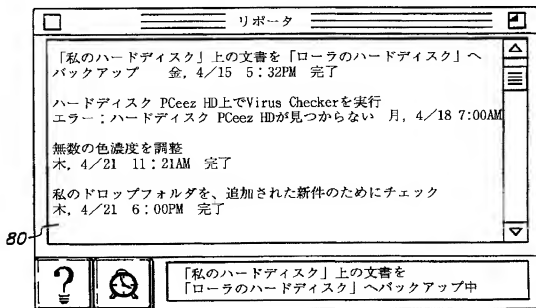 リポータ
「私のハードディスク」上の文書を「ローラのハードディスク」へ
バックアップ 金, 4/15 5:32PM 完了
ハードディスク PCeez HD上でVirus Checkerを実行
エラー:ハードディスク PCeez HDが見つからない 月, 4/18 7:00AM
無数の色濃度を調整
木, 4/21 11:21AM 完了
私のドロップフォルダを、追加された新件のためにチェック
木, 4/21 6:00PM 完了
80
?
「私のハードディスク」上の文書を
「ローラのハードディスク」へバックアップ中